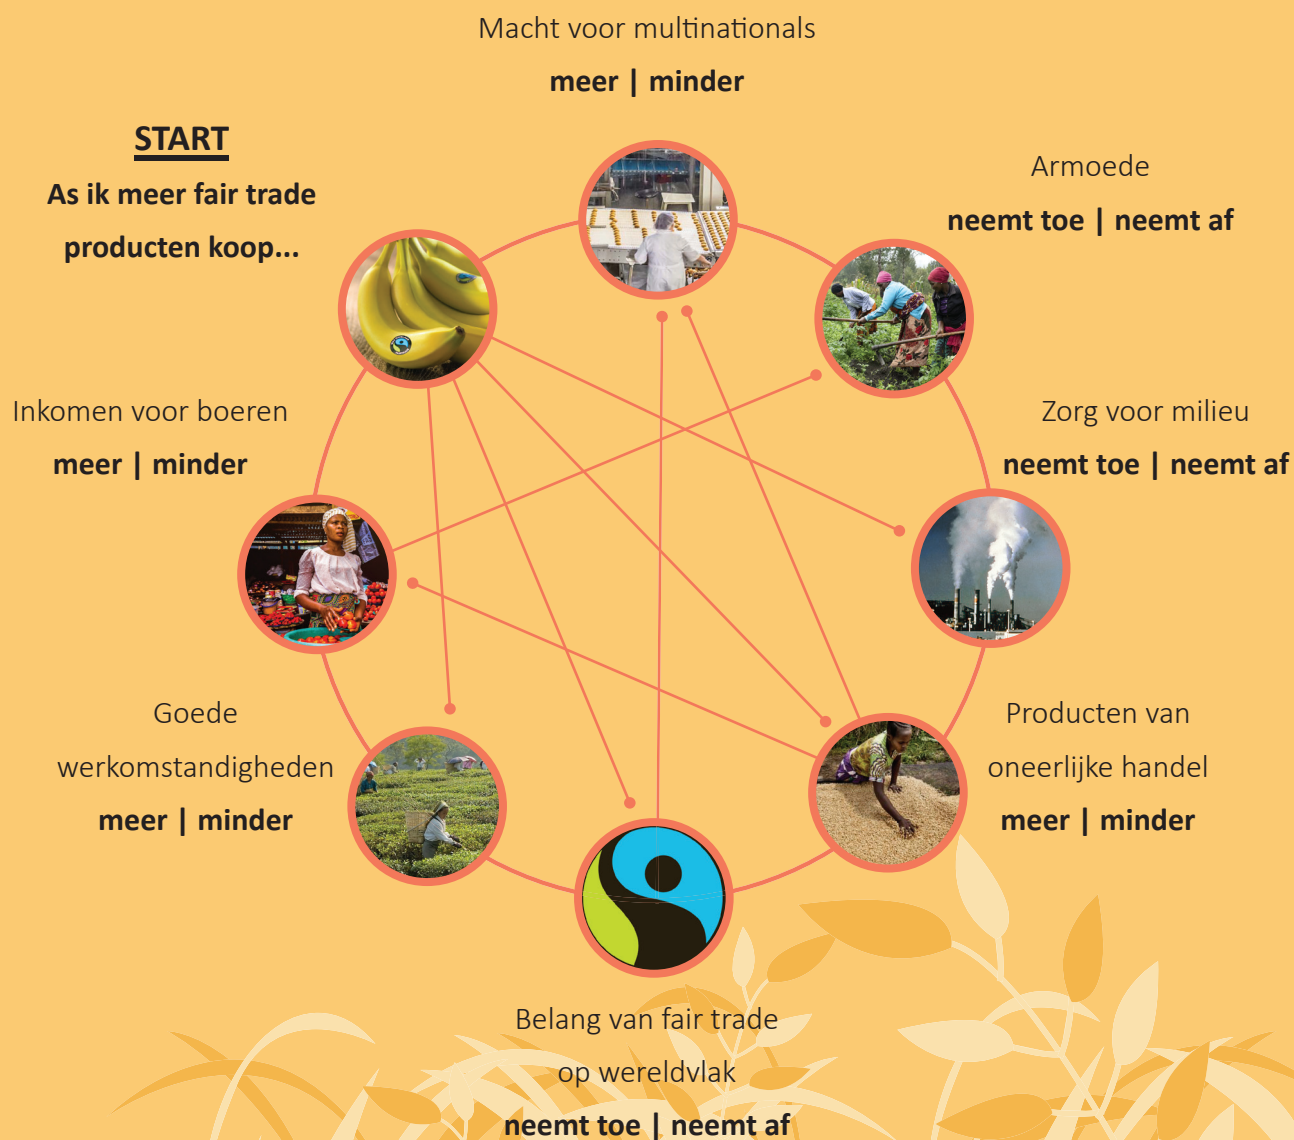 Macht voor multinationals
meer | minder
START
As ik meer fair trade
producten koop...
Armoede
neemt toe | neemt af
Inkomen voor boeren
meer | minder
Zorg voor milieu
neemt toe | neemt af
Goede
werkomstandigheden
meer | minder
Producten van
oneerlijke handel
meer | minder
Belang van fair trade
op wereldvlak
neemt toe | neemt af